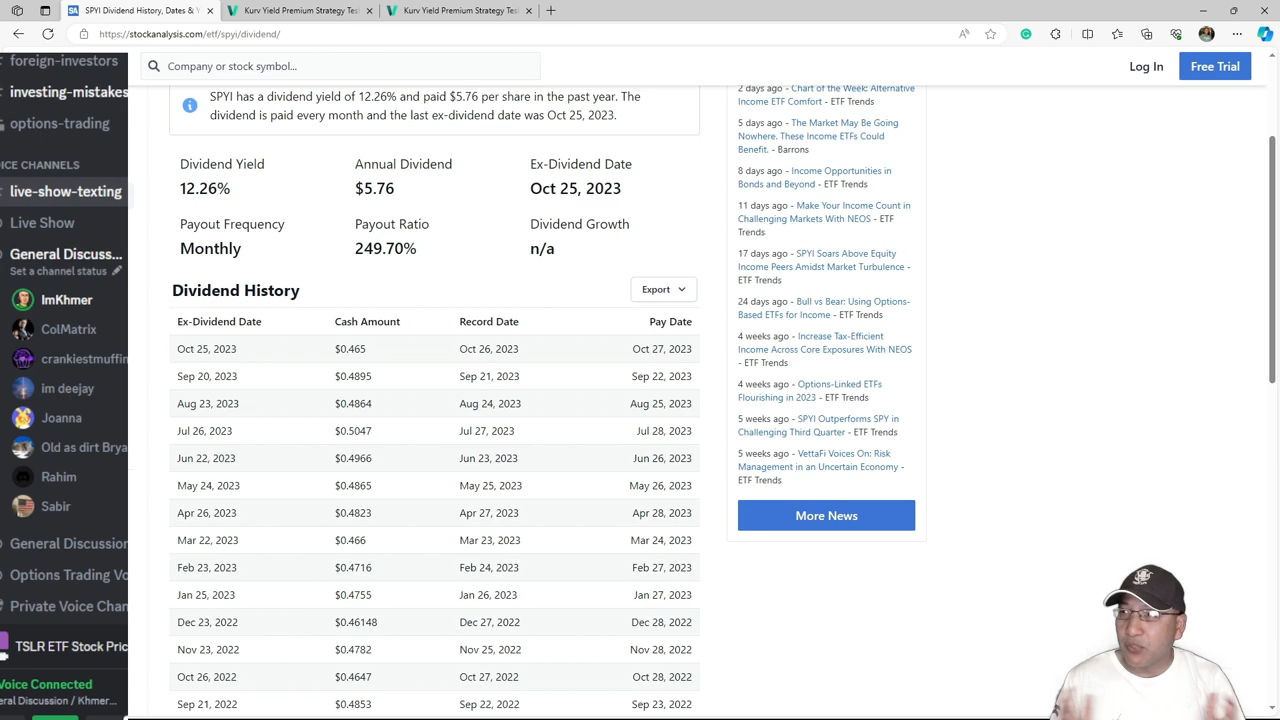 SPYI Dividend History, Dates &
Kurv Yield Premium Strategy Tes
Kurv Yield Premium Strategy Tes
https://stockanalysis.com/etf/spyi/dividend/
foreign-investors
investing-mistakes
options-trading
OICE CHANNELS
live-show-texting
Live Show
General Discuss...
Set a channel status
ImKhmer
ColMatrix
crankedmuffin
im deejay
Joanna
Old as dirt Brya
Rahim
Sabir
General Discussion
Options
Private Voice Chan
TSLR ETF Stock Pric
Voice Connected
General Discussion / Khmer...
Company or stock symbol...
Log In
Free Trial
SPYI has a dividend yield of 12.26% and paid $5.76 per share in the past year. The
dividend is paid every month and the last ex-dividend date was Oct 25, 2023.
Dividend Yield Annual Dividend Ex-Dividend Date
12.26% $5.76 Oct 25, 2023
Payout Frequency Payout Ratio Dividend Growth
Monthly 249.70% n/a
Dividend History
Export
Ex-Dividend Date Cash Amount Record Date Pay Date
Oct 25, 2023 $0.465 Oct 26, 2023 Oct 27, 2023
Sep 20, 2023 $0.4895 Sep 21, 2023 Sep 22, 2023
Aug 23, 2023 $0.4864 Aug 24, 2023 Aug 25, 2023
Jul 26, 2023 $0.5047 Jul 27, 2023 Jul 28, 2023
Jun 22, 2023 $0.4966 Jun 23, 2023 Jun 26, 2023
May 24, 2023 $0.4865 May 25, 2023 May 26, 2023
Apr 26, 2023 $0.4823 Apr 27, 2023 Apr 28, 2023
Mar 22, 2023 $0.466 Mar 23, 2023 Mar 24, 2023
Feb 23, 2023 $0.4716 Feb 24, 2023 Feb 27, 2023
Jan 25, 2023 $0.4755 Jan 26, 2023 Jan 27, 2023
Dec 23, 2022 $0.46148 Dec 27, 2022 Dec 28, 2022
Nov 23, 2022 $0.4782 Nov 25, 2022 Nov 28, 2022
Oct 26, 2022 $0.4647 Oct 27, 2022 Oct 28, 2022
Sep 21, 2022 $0.4853 Sep 22, 2022 Sep 23, 2022
2 days ago - Chart of the Week: Alternative
Income ETF Comfort - ETF Trends
5 days ago - The Market May Be Going
Nowhere. These Income ETFs Could
Benefit. - Barrons
8 days ago - Income Opportunities in
Bonds and Beyond - ETF Trends
11 days ago - Make Your Income Count in
Challenging Markets With NEOS - ETF
Trends
17 days ago - SPYI Soars Above Equity
Income Peers Amidst Market Turbulence -
ETF Trends
24 days ago - Bull vs Bear: Using Options-
Based ETFs for Income - ETF Trends
4 weeks ago - Increase Tax-Efficient
Income Across Core Exposures With NEOS
- ETF Trends
4 weeks ago - Options-Linked ETFs
Flourishing in 2023 - ETF Trends
5 weeks ago - SPYI Outperforms SPY in
Challenging Third Quarter - ETF Trends
5 weeks ago - VettaFi Voices On: Risk
Management in an Uncertain Economy -
ETF Trends
More News